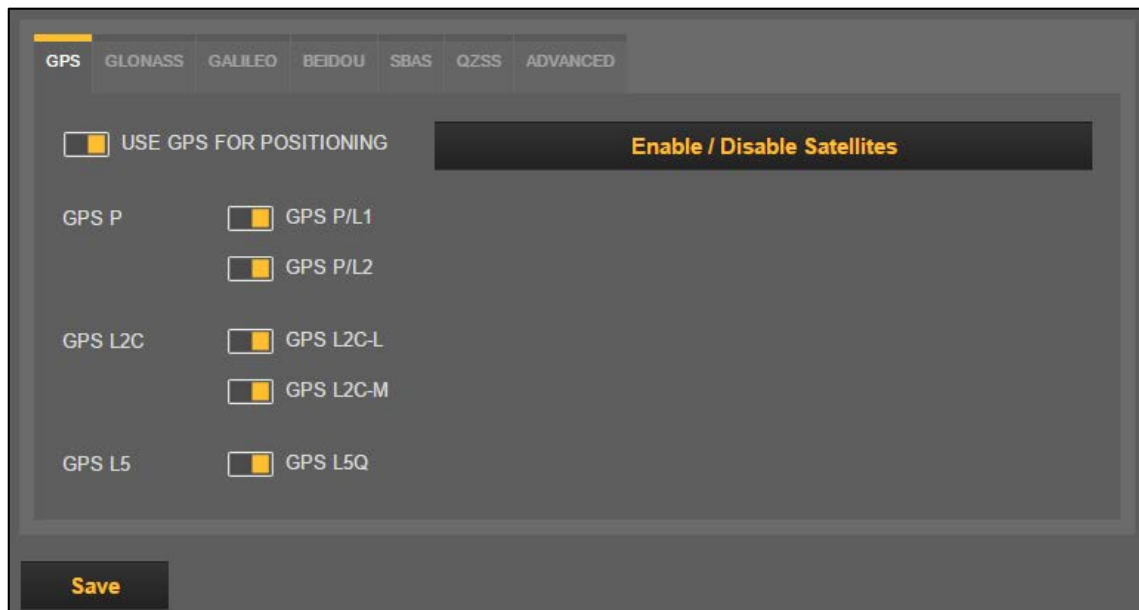 GPS GLONASS GALILEO BEIDOU SBAS QZSS ADVANCED
USE GPS FOR POSITIONING Enable / Disable Satellites
GPS P GPS P/L1
GPS P/L2
GPS L2C GPS L2C-L
GPS L2C-M
GPS L5 GPS L5Q
Save